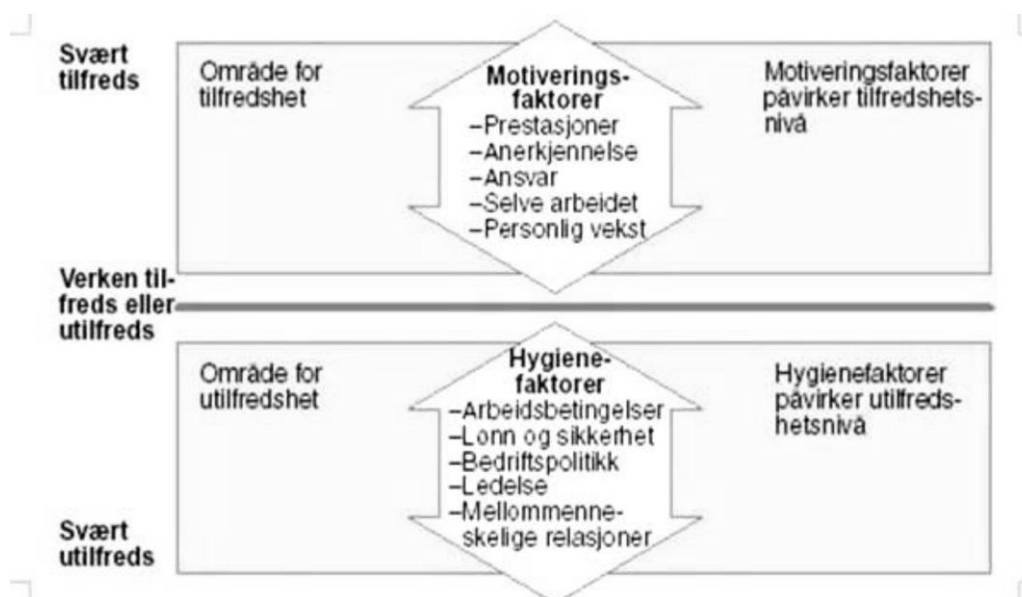 Svært
tilfreds
Område for
tilfredshet
Motiverings-
faktorer
–Prestasjoner
–Anerkjennelse
–Ansvar
–Selve arbeidet
–Personlig vekst
Motiveringsfaktorer
påvirker tilfredshets-
nivå
Verken til-
freds eller
utilfreds
Område for
utilfredshet
Hygiene-
faktorer
–Arbeidsbetingelser
–Lønn og sikkerhet
–Bedriftspolitikk
–Ledelse
–Mellommenne-
skelige relasjoner
Hygienefaktorer
påvirker utilfreds-
hetsnivå
Svært
utilfreds